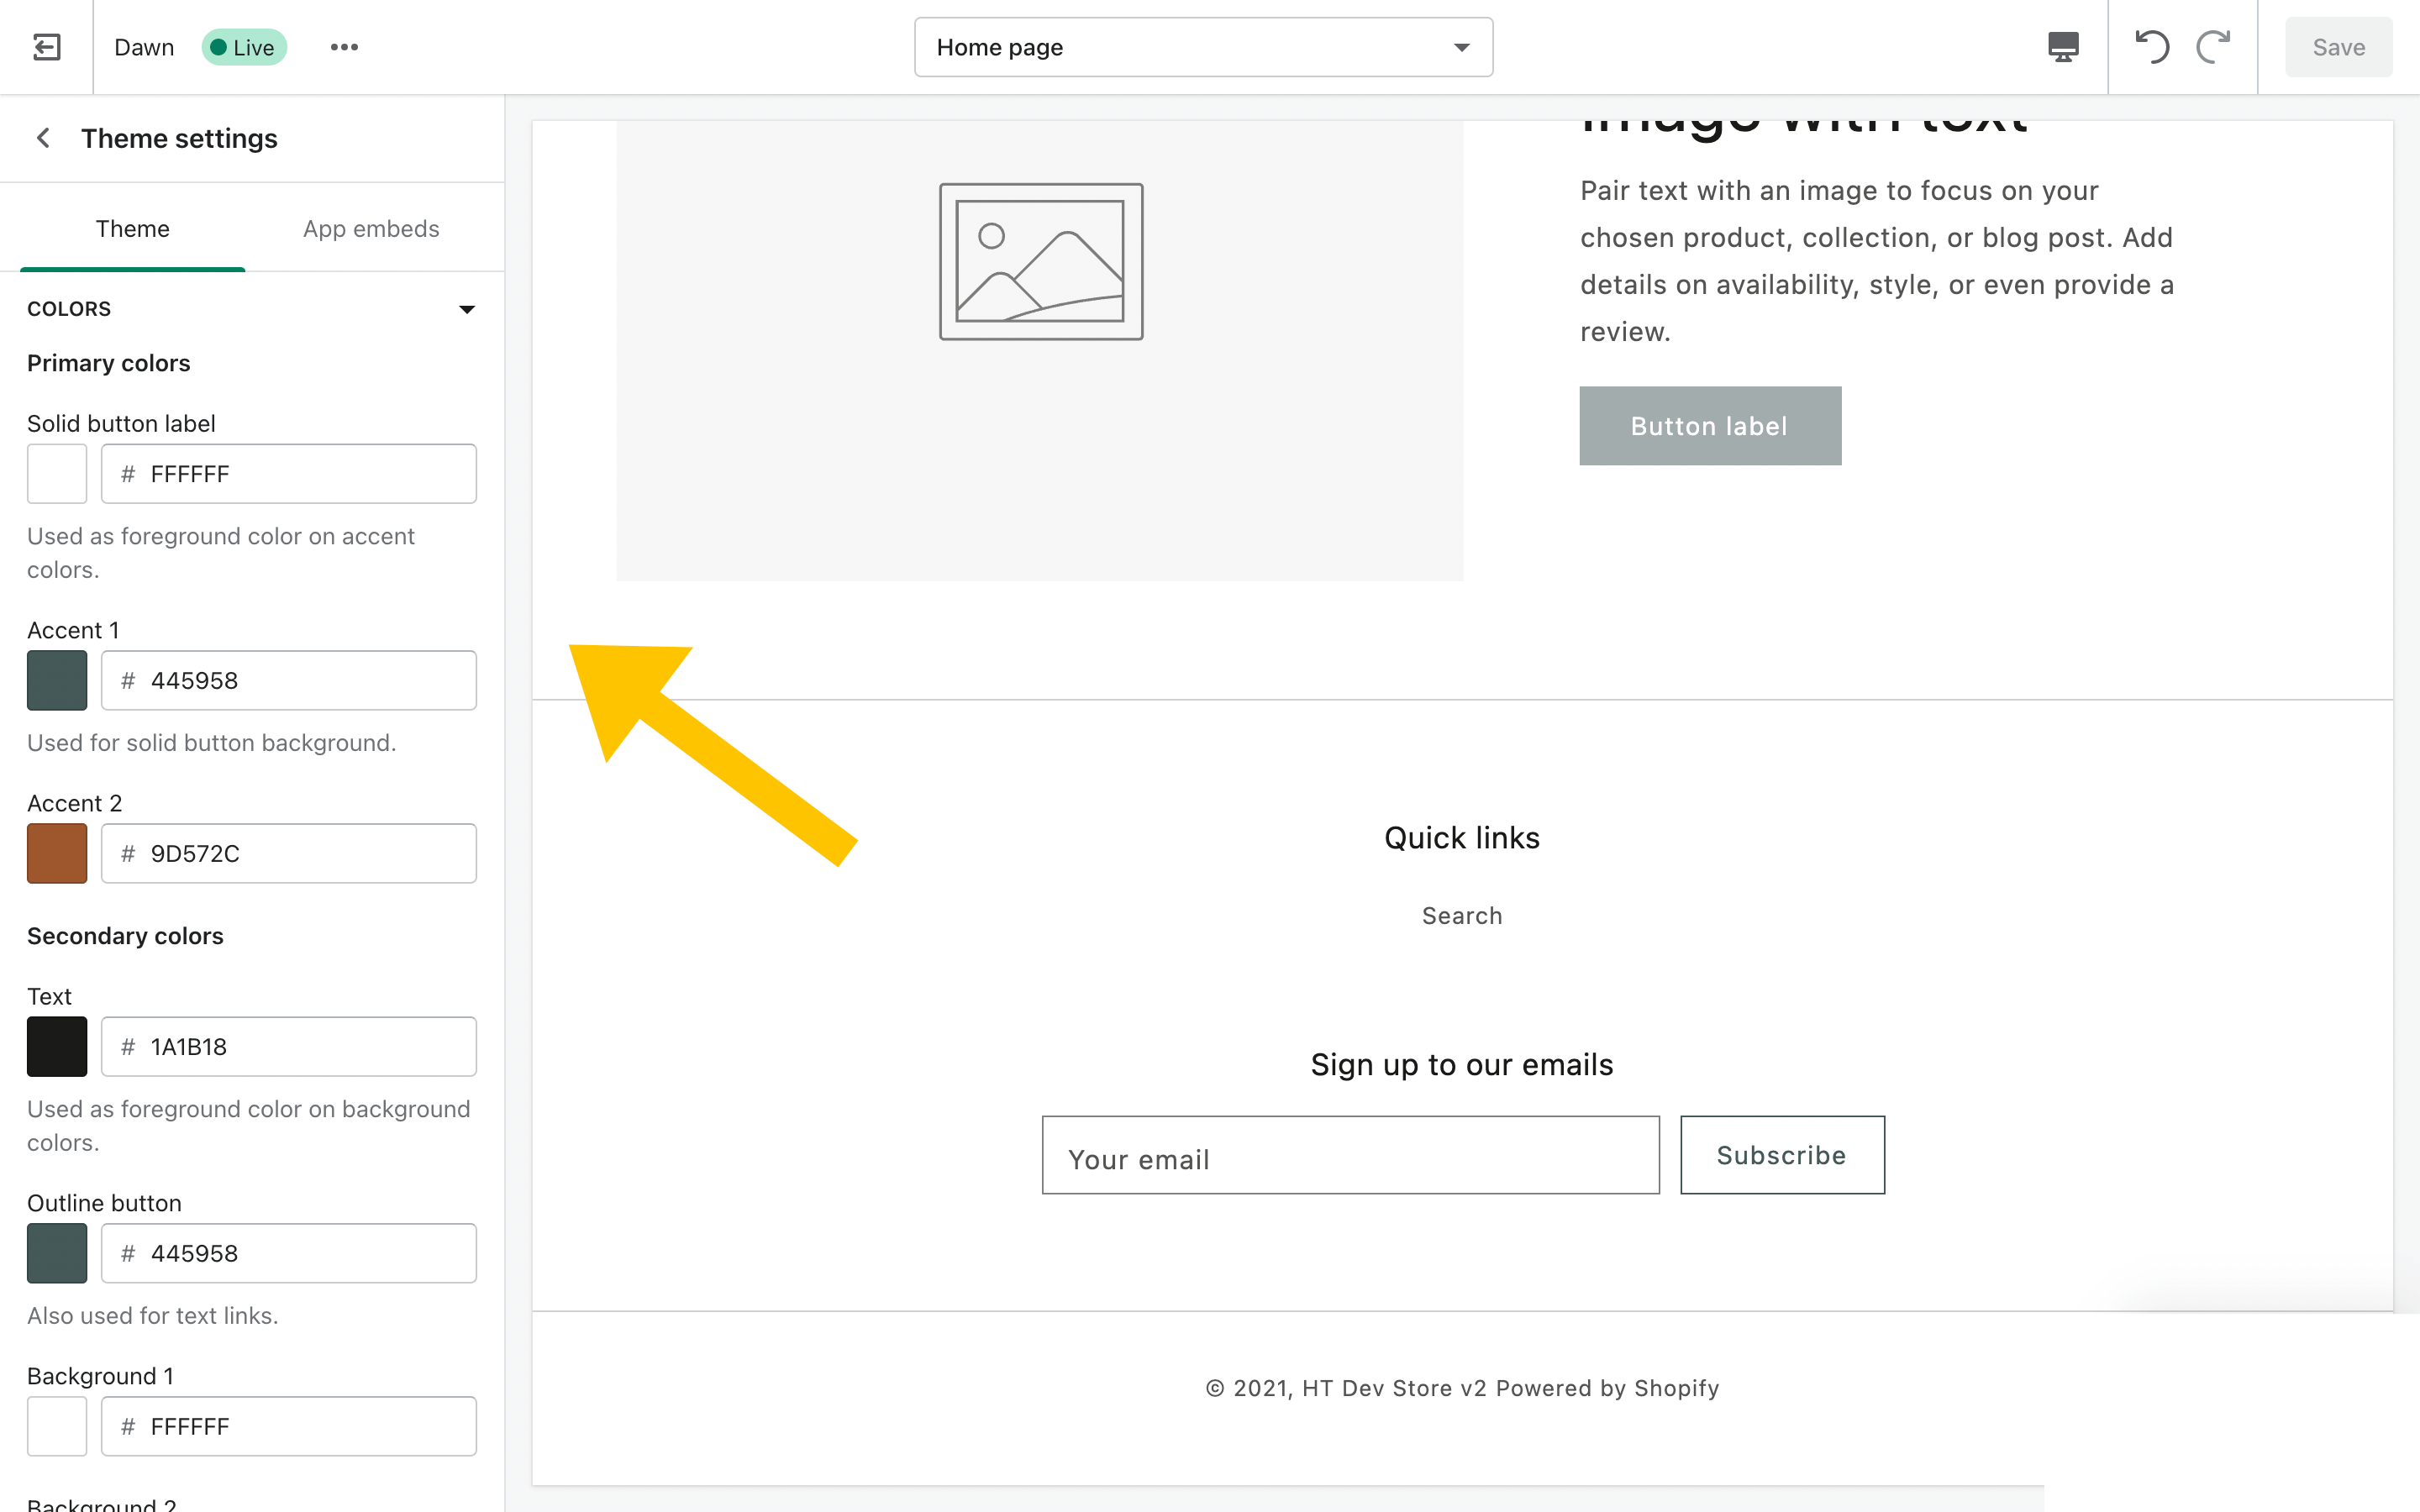 Dawn
Live
Home page
Save
Theme settings
Theme
App embeds
COLORS
Primary colors
Solid button label
# FFFFFF
Used as foreground color on accent
colors.
Accent 1
# 445958
Used for solid button background.
Accent 2
# 9D572C
Secondary colors
Text
# 1A1B18
Used as foreground color on background
colors.
Outline button
# 445958
Also used for text links.
Background 1
# FFFFFF
Background 2
Image with text
Pair text with an image to focus on your
chosen product, collection, or blog post. Add
details on availability, style, or even provide a
review.
Button label
Quick links
Search
Sign up to our emails
Your email
Subscribe
© 2021, HT Dev Store v2 Powered by Shopify